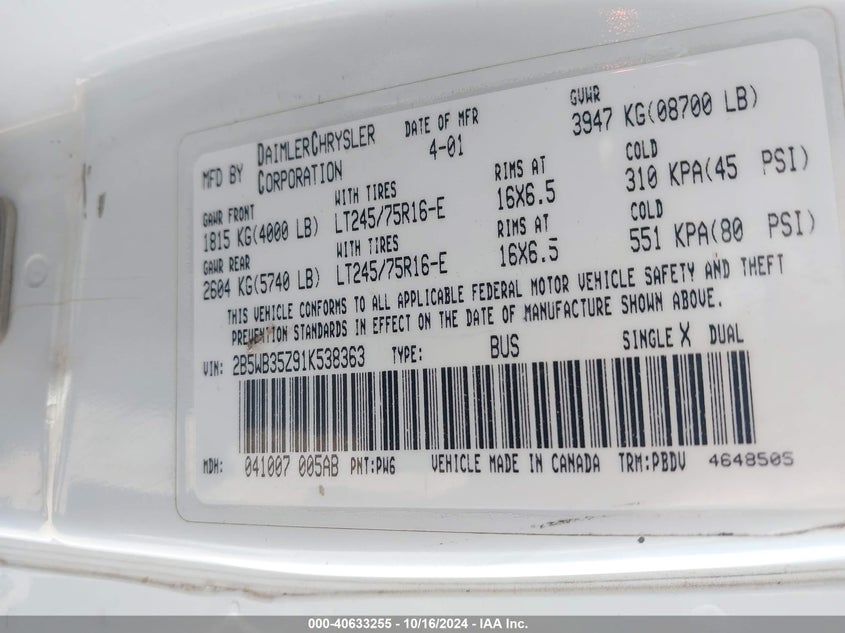 MFD BY DAIMLERCHRYSLER CORPORATION DATE OF MFR 4-01 GVWR 3947 KG(08700 LB)
GAWR FRONT WITH TIRES RIMS AT COLD
1815 KG(4000 LB) LT245/75R16-E 16X6.5 310 KPA(45 PSI)
GAWR REAR WITH TIRES RIMS AT COLD
2604 KG(5740 LB) LT245/75R16-E 16X6.5 551 KPA(80 PSI)
THIS VEHICLE CONFORMS TO ALL APPLICABLE FEDERAL MOTOR VEHICLE SAFETY AND THEFT
PREVENTION STANDARDS IN EFFECT ON THE DATE OF MANUFACTURE SHOWN ABOVE.
VIN: 2B5WB35Z91K538363 TYPE: BUS SINGLE X DUAL
MDH: 041007 005AB PNT:PW6 VEHICLE MADE IN CANADA TRM:PBDV 4648505
000-40633255 - 10/16/2024 - IAA Inc.